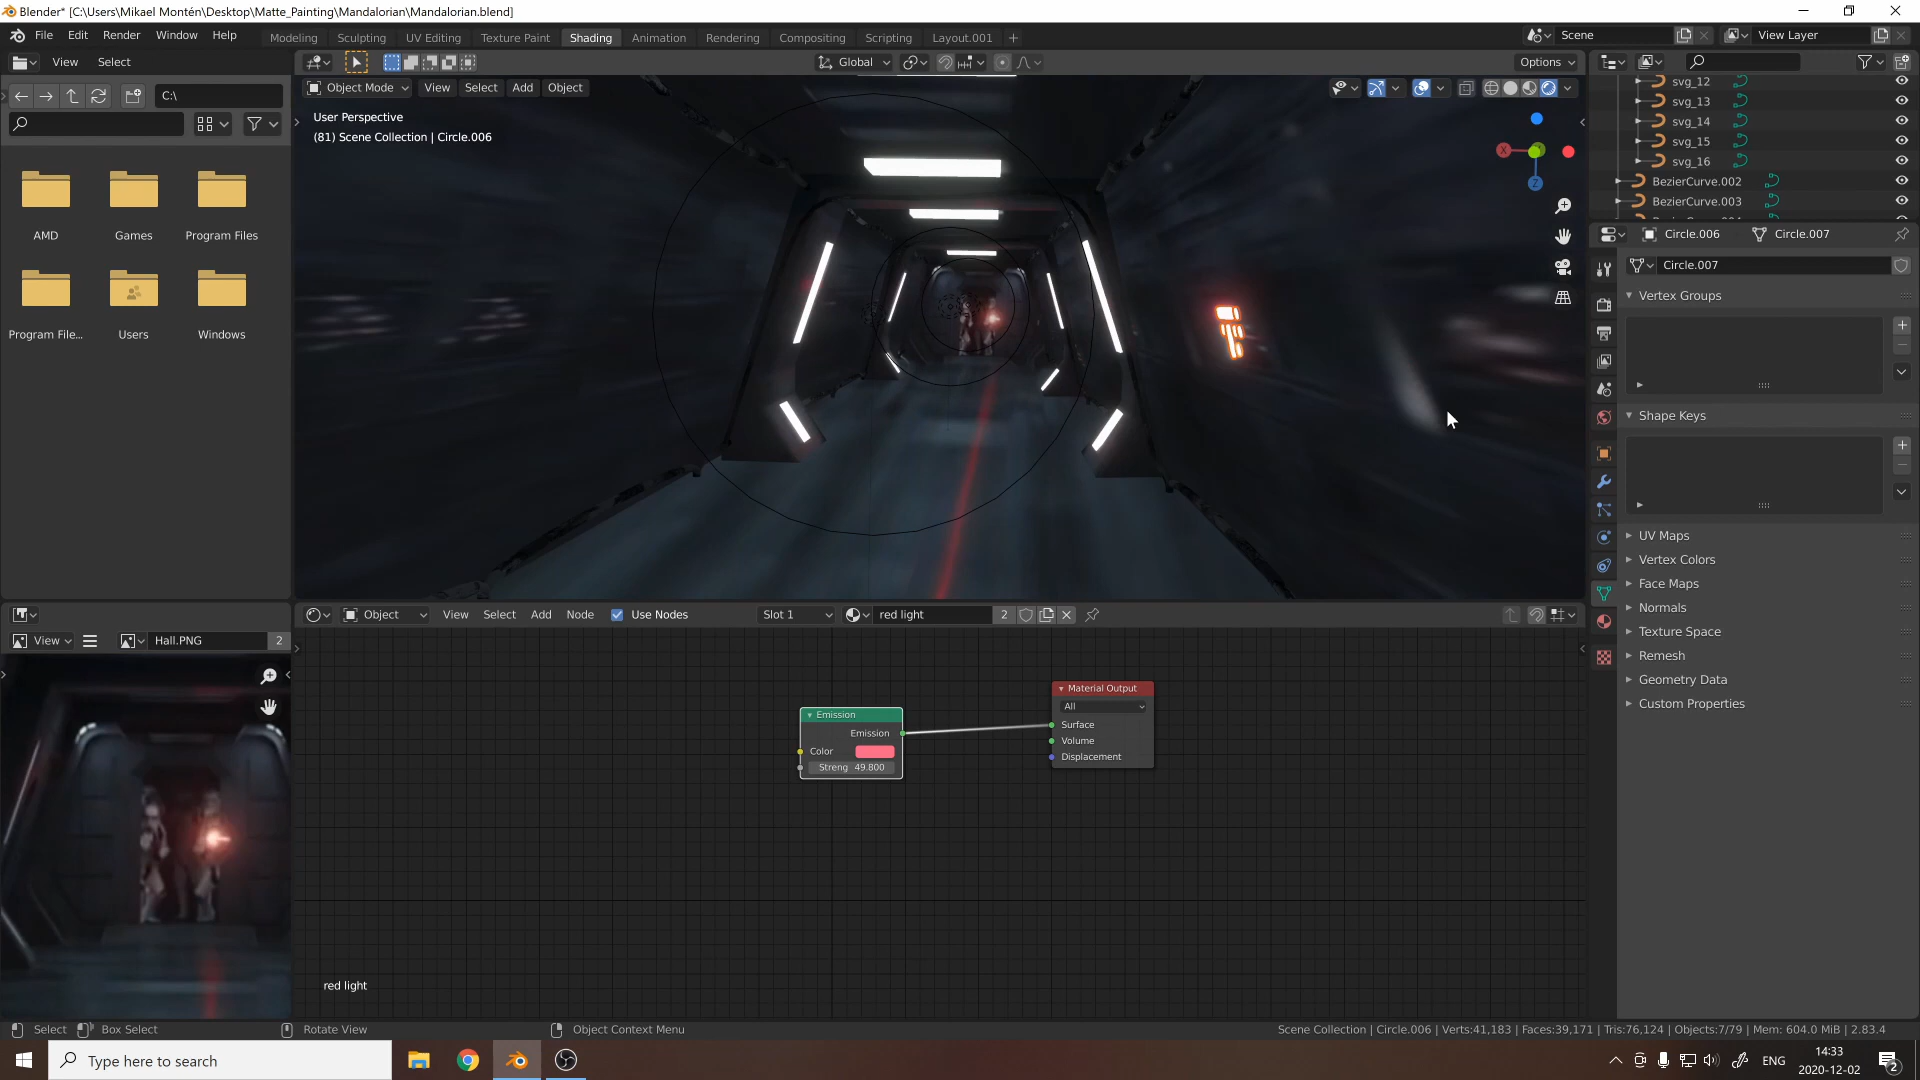 Blender* [C:\Users\Mikael Montén\Desktop\Matte_Painting\Mandalorian\Mandalorian.blend]
File Edit Render Window Help
Modeling Sculpting UV Editing Texture Paint Shading Animation Rendering Compositing Scripting Layout.001 +
Scene
View Layer
View Select
Global
Options
C:\
Object Mode View Select Add Object
User Perspective
(81) Scene Collection | Circle.006
X
Z
AMD
Games
Program Files
Program File...
Users
Windows
svg_12
svg_13
svg_14
svg_15
svg_16
BezierCurve.002
BezierCurve.003
Circle.006
Circle.007
Circle.007
Vertex Groups
Shape Keys
UV Maps
Vertex Colors
Face Maps
Normals
Texture Space
Remesh
Geometry Data
Custom Properties
Object View Select Add Node Use Nodes Slot 1 red light 2
View Hall.PNG 2
Emission
Emission
Color
Streng 49.800
Material Output
All
Surface
Volume
Displacement
red light
Select Box Select Rotate View Object Context Menu
Scene Collection | Circle.006 | Verts:41,183 | Faces:39,171 | Tris:76,124 | Objects:7/79 | Mem: 604.0 MiB | 2.83.4
Type here to search
ENG
14:33
2020-12-02
2